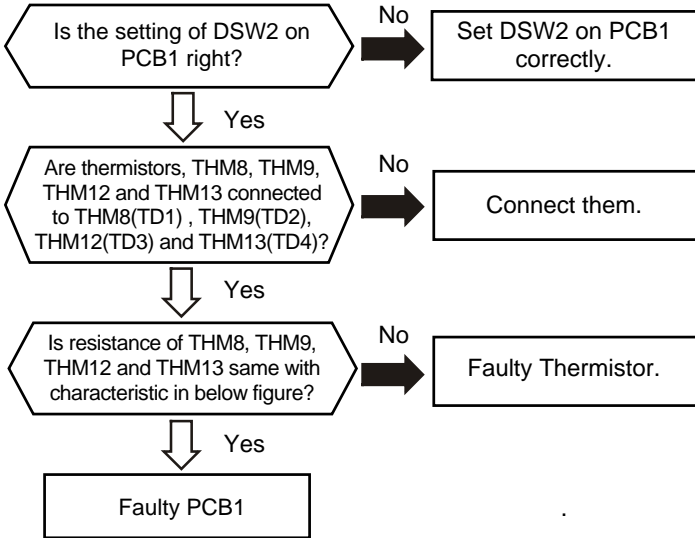 Is the setting of DSW2 on
PCB1 right?
No
Set DSW2 on PCB1
correctly.
Yes
Are thermistors, THM8, THM9,
THM12 and THM13 connected
to THM8(TD1) , THM9(TD2),
THM12(TD3) and THM13(TD4)?
No
Connect them.
Yes
Is resistance of THM8, THM9,
THM12 and THM13 same with
characteristic in below figure?
No
Faulty Thermistor.
Yes
Faulty PCB1
.